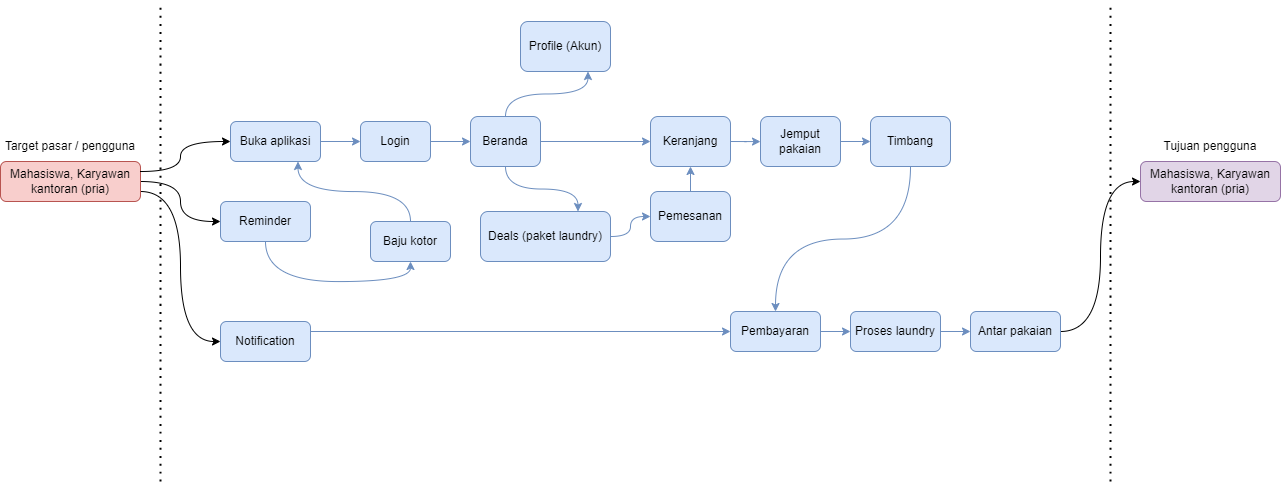 Target pasar / pengguna
Mahasiswa, Karyawan
kantoran (pria)
Buka aplikasi
Login
Beranda
Profile (Akun)
Keranjang
Jemput
pakaian
Timbang
Reminder
Baju kotor
Deals (paket laundry)
Pemesanan
Notification
Pembayaran
Proses laundry
Antar pakaian
Tujuan pengguna
Mahasiswa, Karyawan
kantoran (pria)